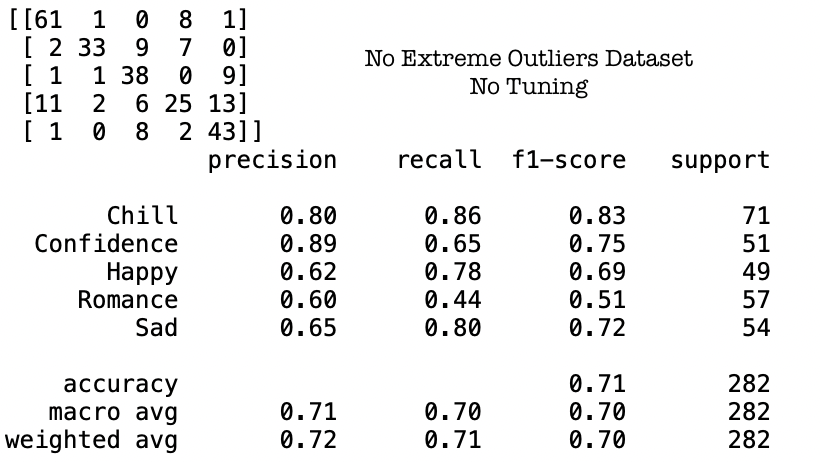 [[61  1  0  8  1]
 [ 2 33  9  7  0]
 [ 1  1 38  0  9]
 [11  2  6 25 13]
 [ 1  0  8  2 43]]
No Extreme Outliers Dataset
No Tuning
precision recall f1-score support
Chill 0.80 0.86 0.83 71
Confidence 0.89 0.65 0.75 51
Happy 0.62 0.78 0.69 49
Romance 0.60 0.44 0.51 57
Sad 0.65 0.80 0.72 54
accuracy 0.71 282
macro avg 0.71 0.70 0.70 282
weighted avg 0.72 0.71 0.70 282